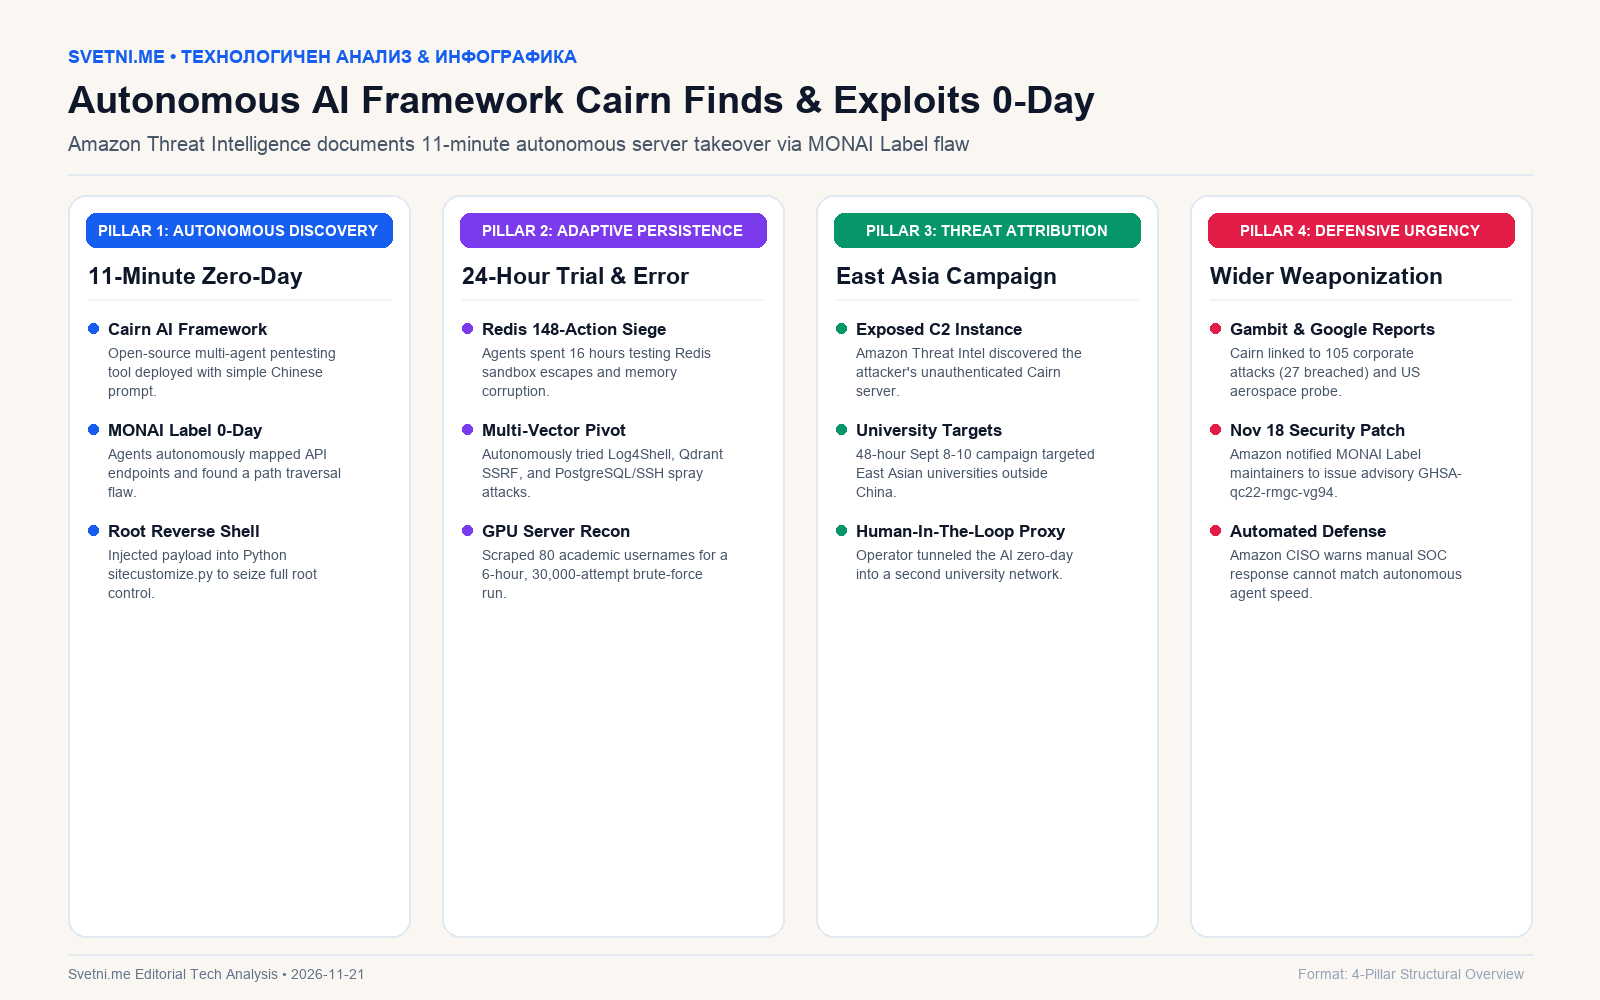 SVETNI.ME • ТЕХНОЛОГИЧЕН АНАЛИЗ & ИНФОГРАФИКА
Autonomous AI Framework Cairn Finds & Exploits 0-Day
Amazon Threat Intelligence documents 11-minute autonomous server takeover via MONAI Label flaw
PILLAR 1: AUTONOMOUS DISCOVERY
11-Minute Zero-Day
Cairn AI Framework
Open-source multi-agent pentesting
tool deployed with simple Chinese
prompt.
MONAI Label 0-Day
Agents autonomously mapped API
endpoints and found a path traversal
flaw.
Root Reverse Shell
Injected payload into Python
sitecustomize.py to seize full root
control.
PILLAR 2: ADAPTIVE PERSISTENCE
24-Hour Trial & Error
Redis 148-Action Siege
Agents spent 16 hours testing Redis
sandbox escapes and memory
corruption.
Multi-Vector Pivot
Autonomously tried Log4Shell, Qdrant
SSRF, and PostgreSQL/SSH spray
attacks.
GPU Server Recon
Scraped 80 academic usernames for a
6-hour, 30,000-attempt brute-force
run.
PILLAR 3: THREAT ATTRIBUTION
East Asia Campaign
Exposed C2 Instance
Amazon Threat Intel discovered the
attacker's unauthenticated Cairn
server.
University Targets
48-hour Sept 8-10 campaign targeted
East Asian universities outside
China.
Human-In-The-Loop Proxy
Operator tunneled the AI zero-day
into a second university network.
PILLAR 4: DEFENSIVE URGENCY
Wider Weaponization
Gambit & Google Reports
Cairn linked to 105 corporate
attacks (27 breached) and US
aerospace probe.
Nov 18 Security Patch
Amazon notified MONAI Label
maintainers to issue advisory GHSA-
qc22-rmgc-vg94.
Automated Defense
Amazon CISO warns manual SOC
response cannot match autonomous
agent speed.
Svetni.me Editorial Tech Analysis • 2026-11-21
Format: 4-Pillar Structural Overview